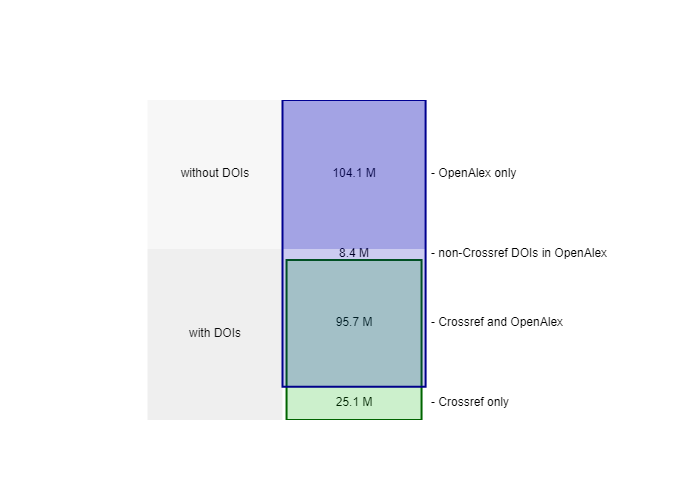 without DOIs 104.1 M - OpenAlex only
8.4 M - non-Crossref DOIs in OpenAlex
95.7 M - Crossref and OpenAlex
with DOIs
25.1 M - Crossref only